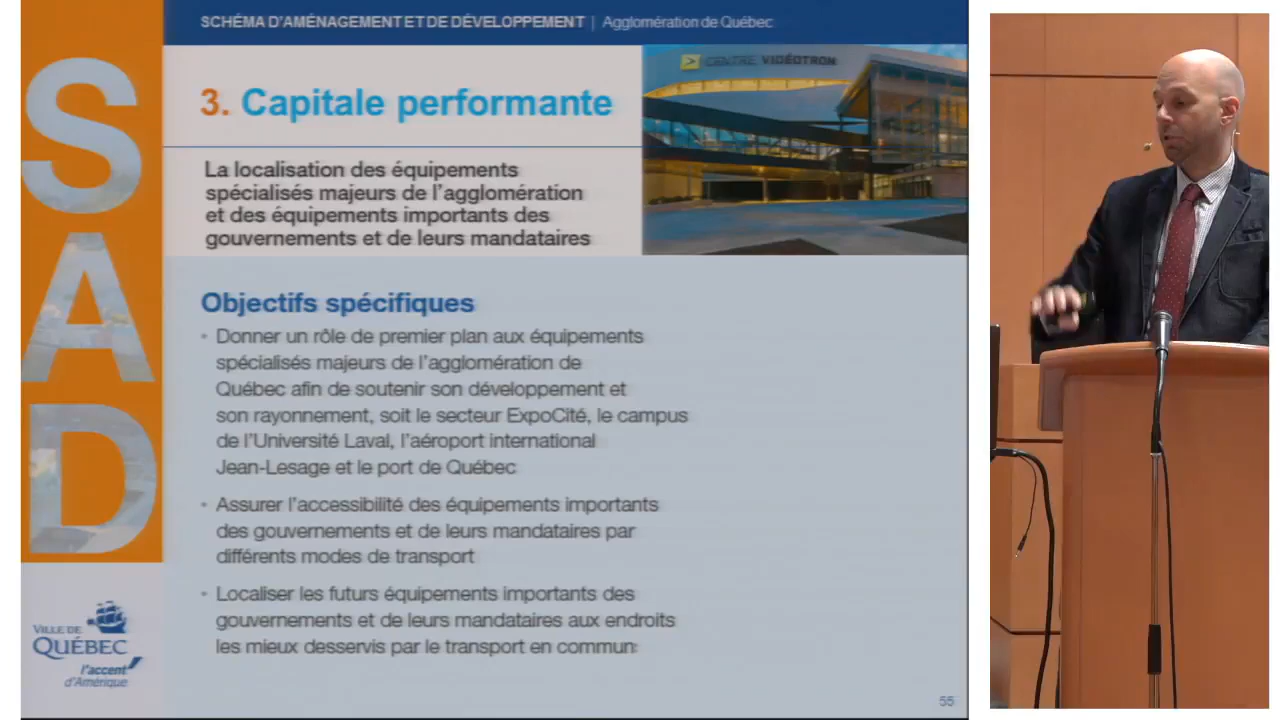 SCHÉMA D'AMÉNAGEMENT ET DE DÉVELOPPEMENT | Agglomération de Québec
SAD
3. Capitale performante
CENTRE VIDÉOTRON
La localisation des équipements
spécialisés majeurs de l'agglomération
et des équipements importants des
gouvernements et de leurs mandataires
Objectifs spécifiques
• Donner un rôle de premier plan aux équipements
spécialisés majeurs de l'agglomération de
Québec afin de soutenir son développement et
son rayonnement, soit le secteur ExpoCité, le campus
de l'Université Laval, l'aéroport international
Jean-Lesage et le port de Québec
• Assurer l'accessibilité des équipements importants
des gouvernements et de leurs mandataires par
différents modes de transport
• Localiser les futurs équipements importants des
gouvernements et de leurs mandataires aux endroits
les mieux desservis par le transport en commun
VILLE DE
QUÉBEC
l'accent
d'Amérique
55